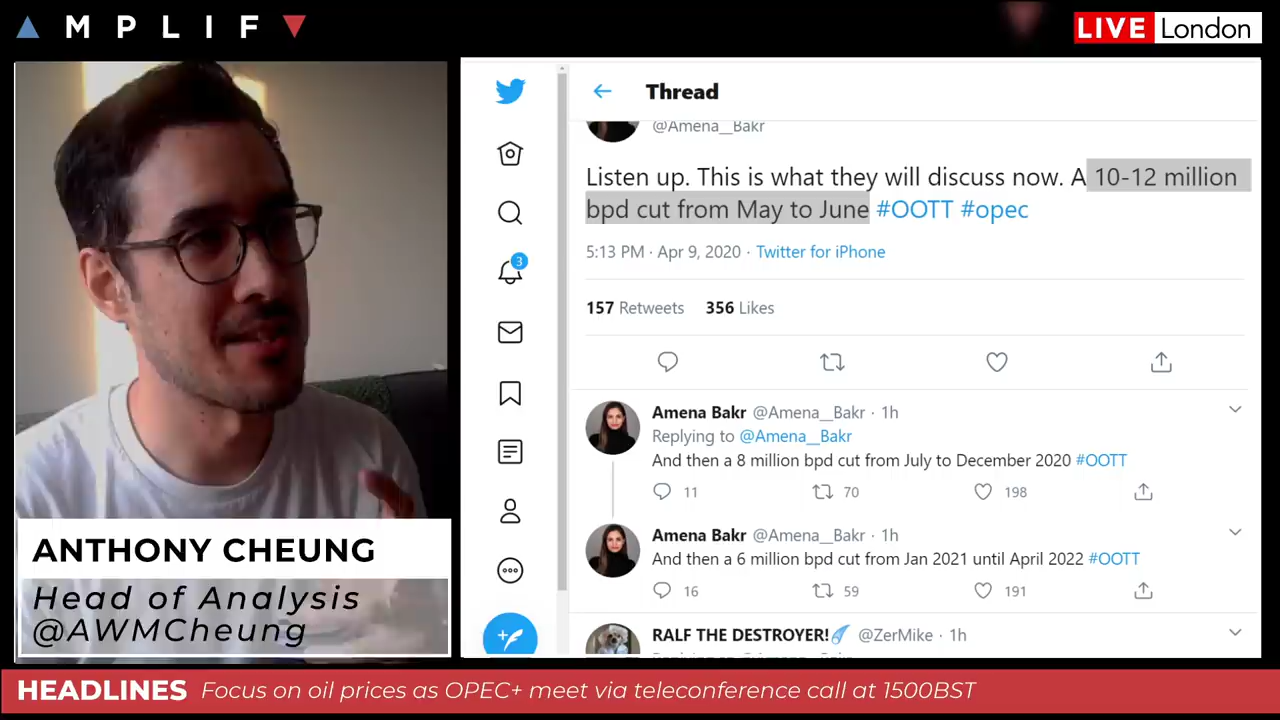 AMPLIFY
LIVE London
Thread
@Amena__Bakr
Listen up. This is what they will discuss now. A 10-12 million
bpd cut from May to June #OOTT #opec
5:13 PM · Apr 9, 2020 · Twitter for iPhone
157 Retweets 356 Likes
3
Amena Bakr @Amena__Bakr · 1h
Replying to @Amena__Bakr
And then a 8 million bpd cut from July to December 2020 #OOTT
11 70 198
Amena Bakr @Amena__Bakr · 1h
And then a 6 million bpd cut from Jan 2021 until April 2022 #OOTT
16 59 191
RALF THE DESTROYER! @ZerMike · 1h
ANTHONY CHEUNG
Head of Analysis
@AWMCheung
HEADLINES Focus on oil prices as OPEC+ meet via teleconference call at 1500BST